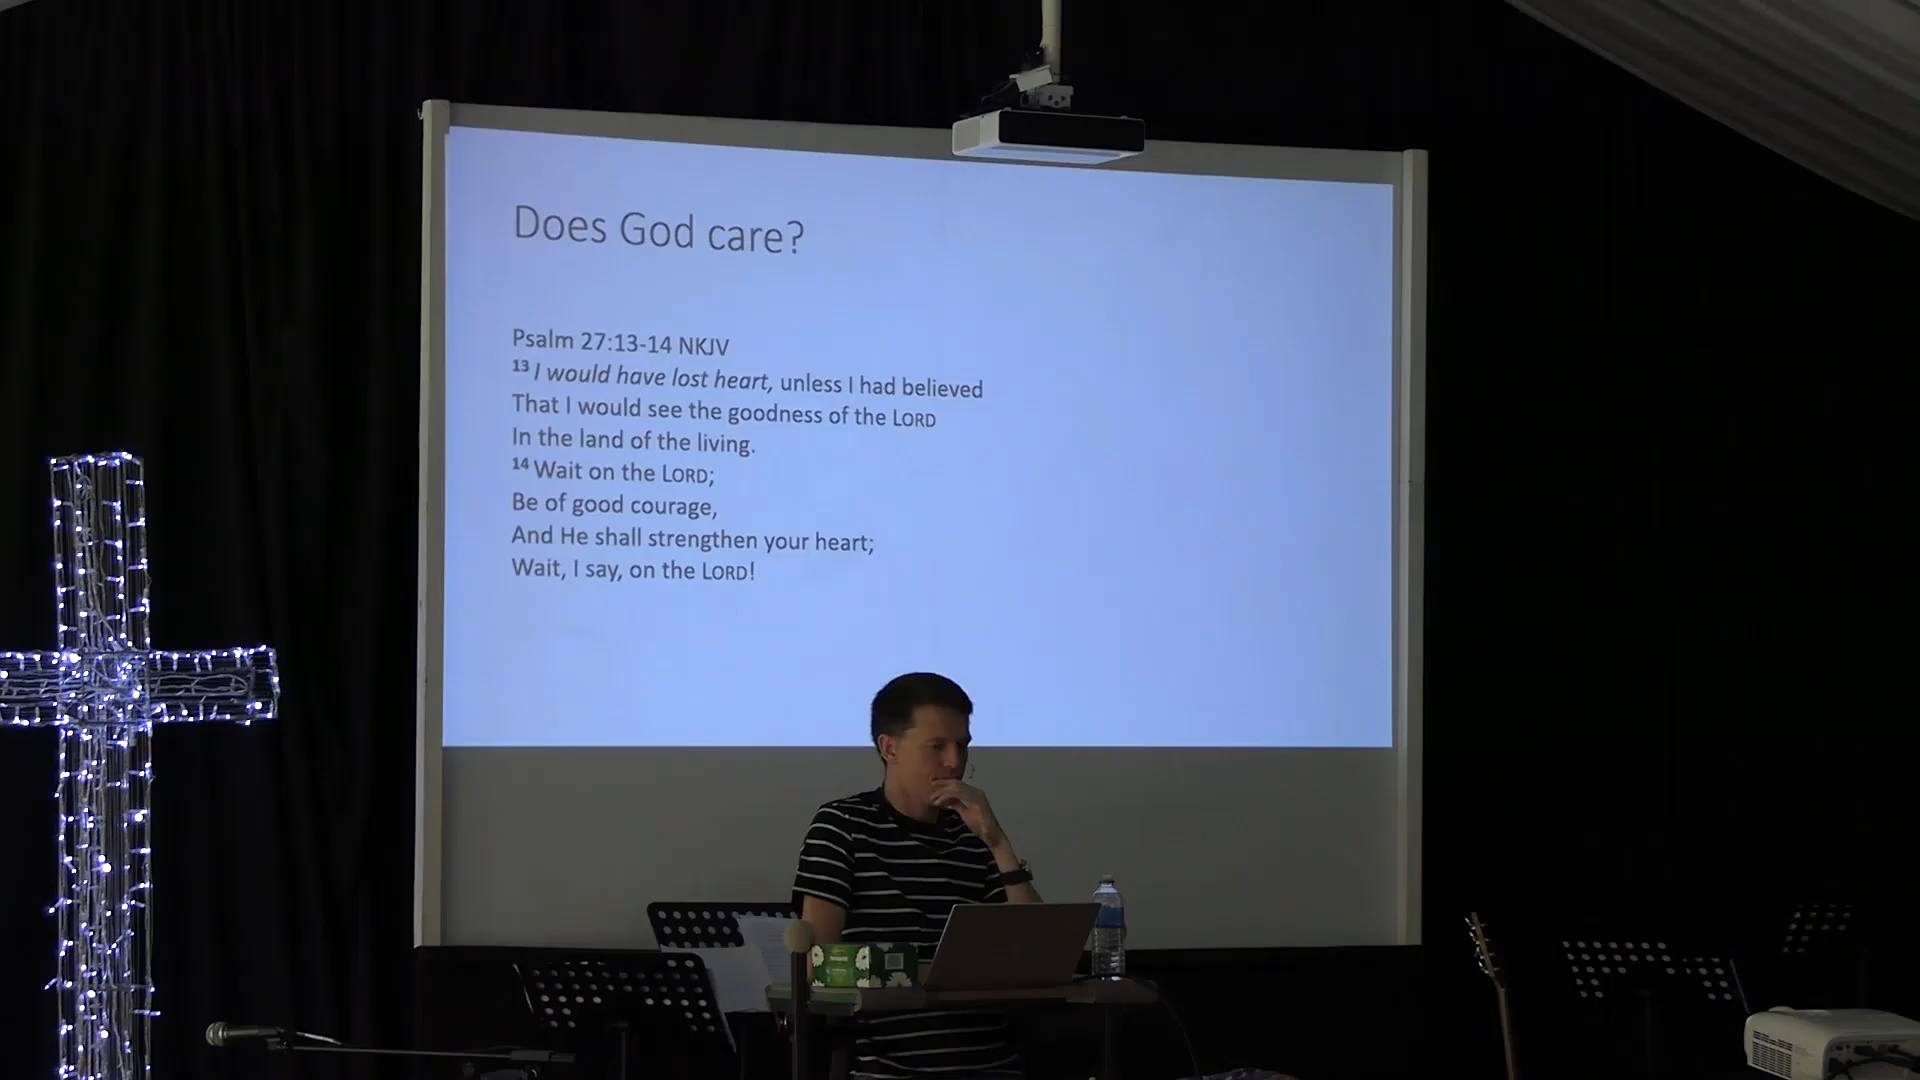 Does God care?
Psalm 27:13-14 NKJV
13 I would have lost heart, unless I had believed
That I would see the goodness of the LORD
In the land of the living.
14 Wait on the LORD;
Be of good courage,
And He shall strengthen your heart;
Wait, I say, on the LORD!